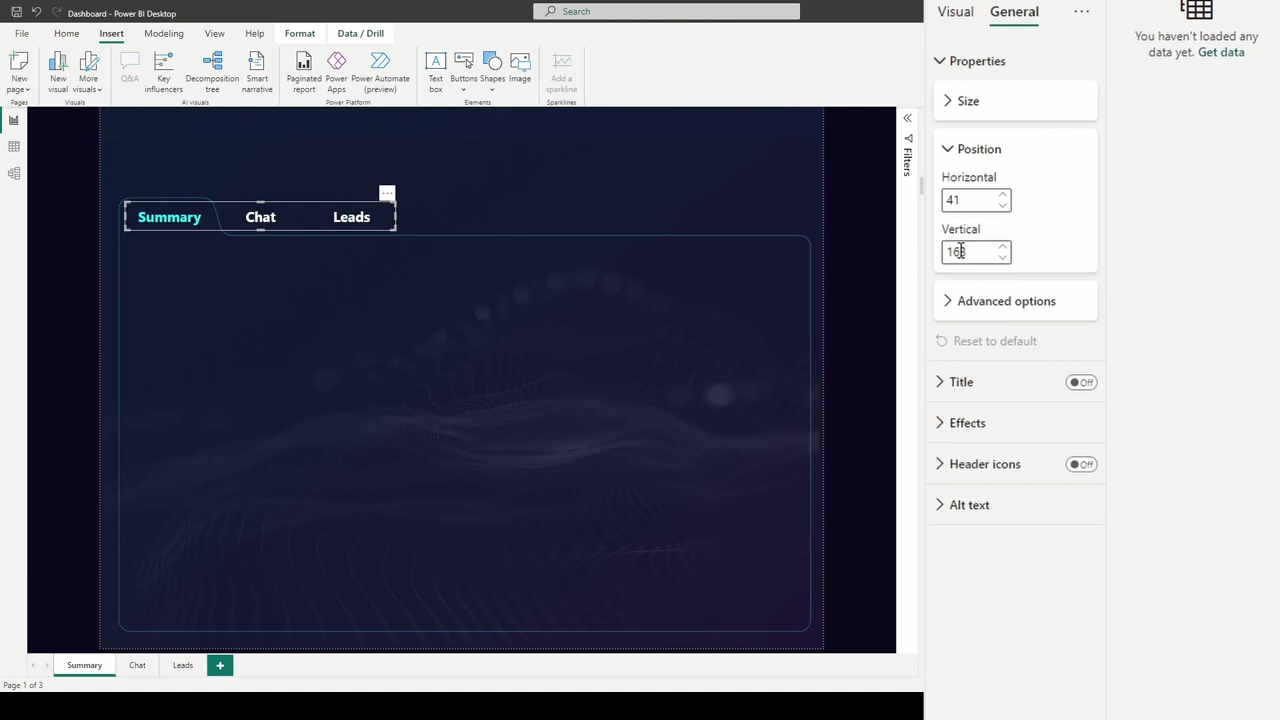 Dashboard - Power BI Desktop
Search
Visual
General
File
Home
Insert
Modeling
View
Help
Format
Data / Drill
New page
New visual
More visuals
Q&A
Key influencers
Decomposition tree
Smart narrative
Paginated report
Power Apps
Power Automate (preview)
Text box
Buttons
Shapes
Image
Add a sparkline
Pages
Visuals
AI visuals
Power Platform
Elements
Sparklines
Summary
Chat
Leads
Filters
Properties
Size
Position
Horizontal
41
Vertical
Advanced options
Reset to default
Title
Off
Effects
Header icons
Off
Alt text
You haven't loaded any
data yet. Get data
Summary
Chat
Leads
Page 1 of 3